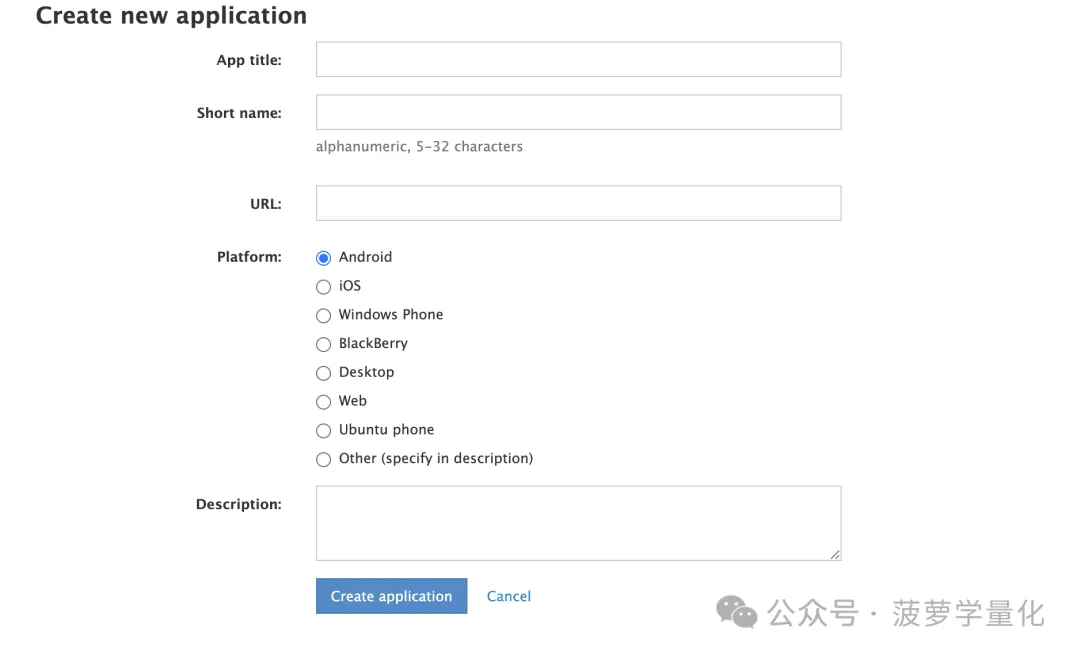 Create new application
App title:
Short name:
alphanumeric, 5-32 characters
URL:
Platform:
Android
iOS
Windows Phone
BlackBerry
Desktop
Web
Ubuntu phone
Other (specify in description)
Description:
Create application
Cancel
公众号 · 菠萝学量化